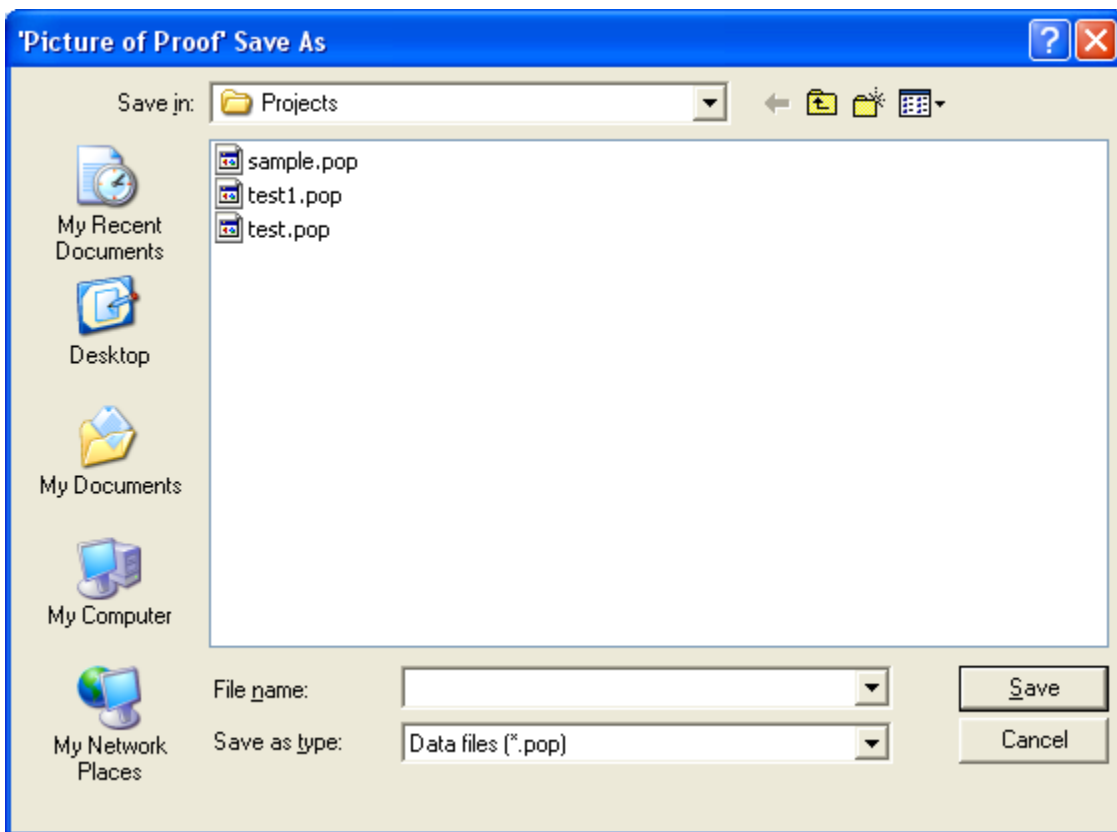 'Picture of Proof' Save As
Save in:
Projects
sample.pop
test1.pop
test.pop
My Recent
Documents
Desktop
My Documents
My Computer
My Network
Places
File name:
Save
Save as type:
Data files (*.pop)
Cancel